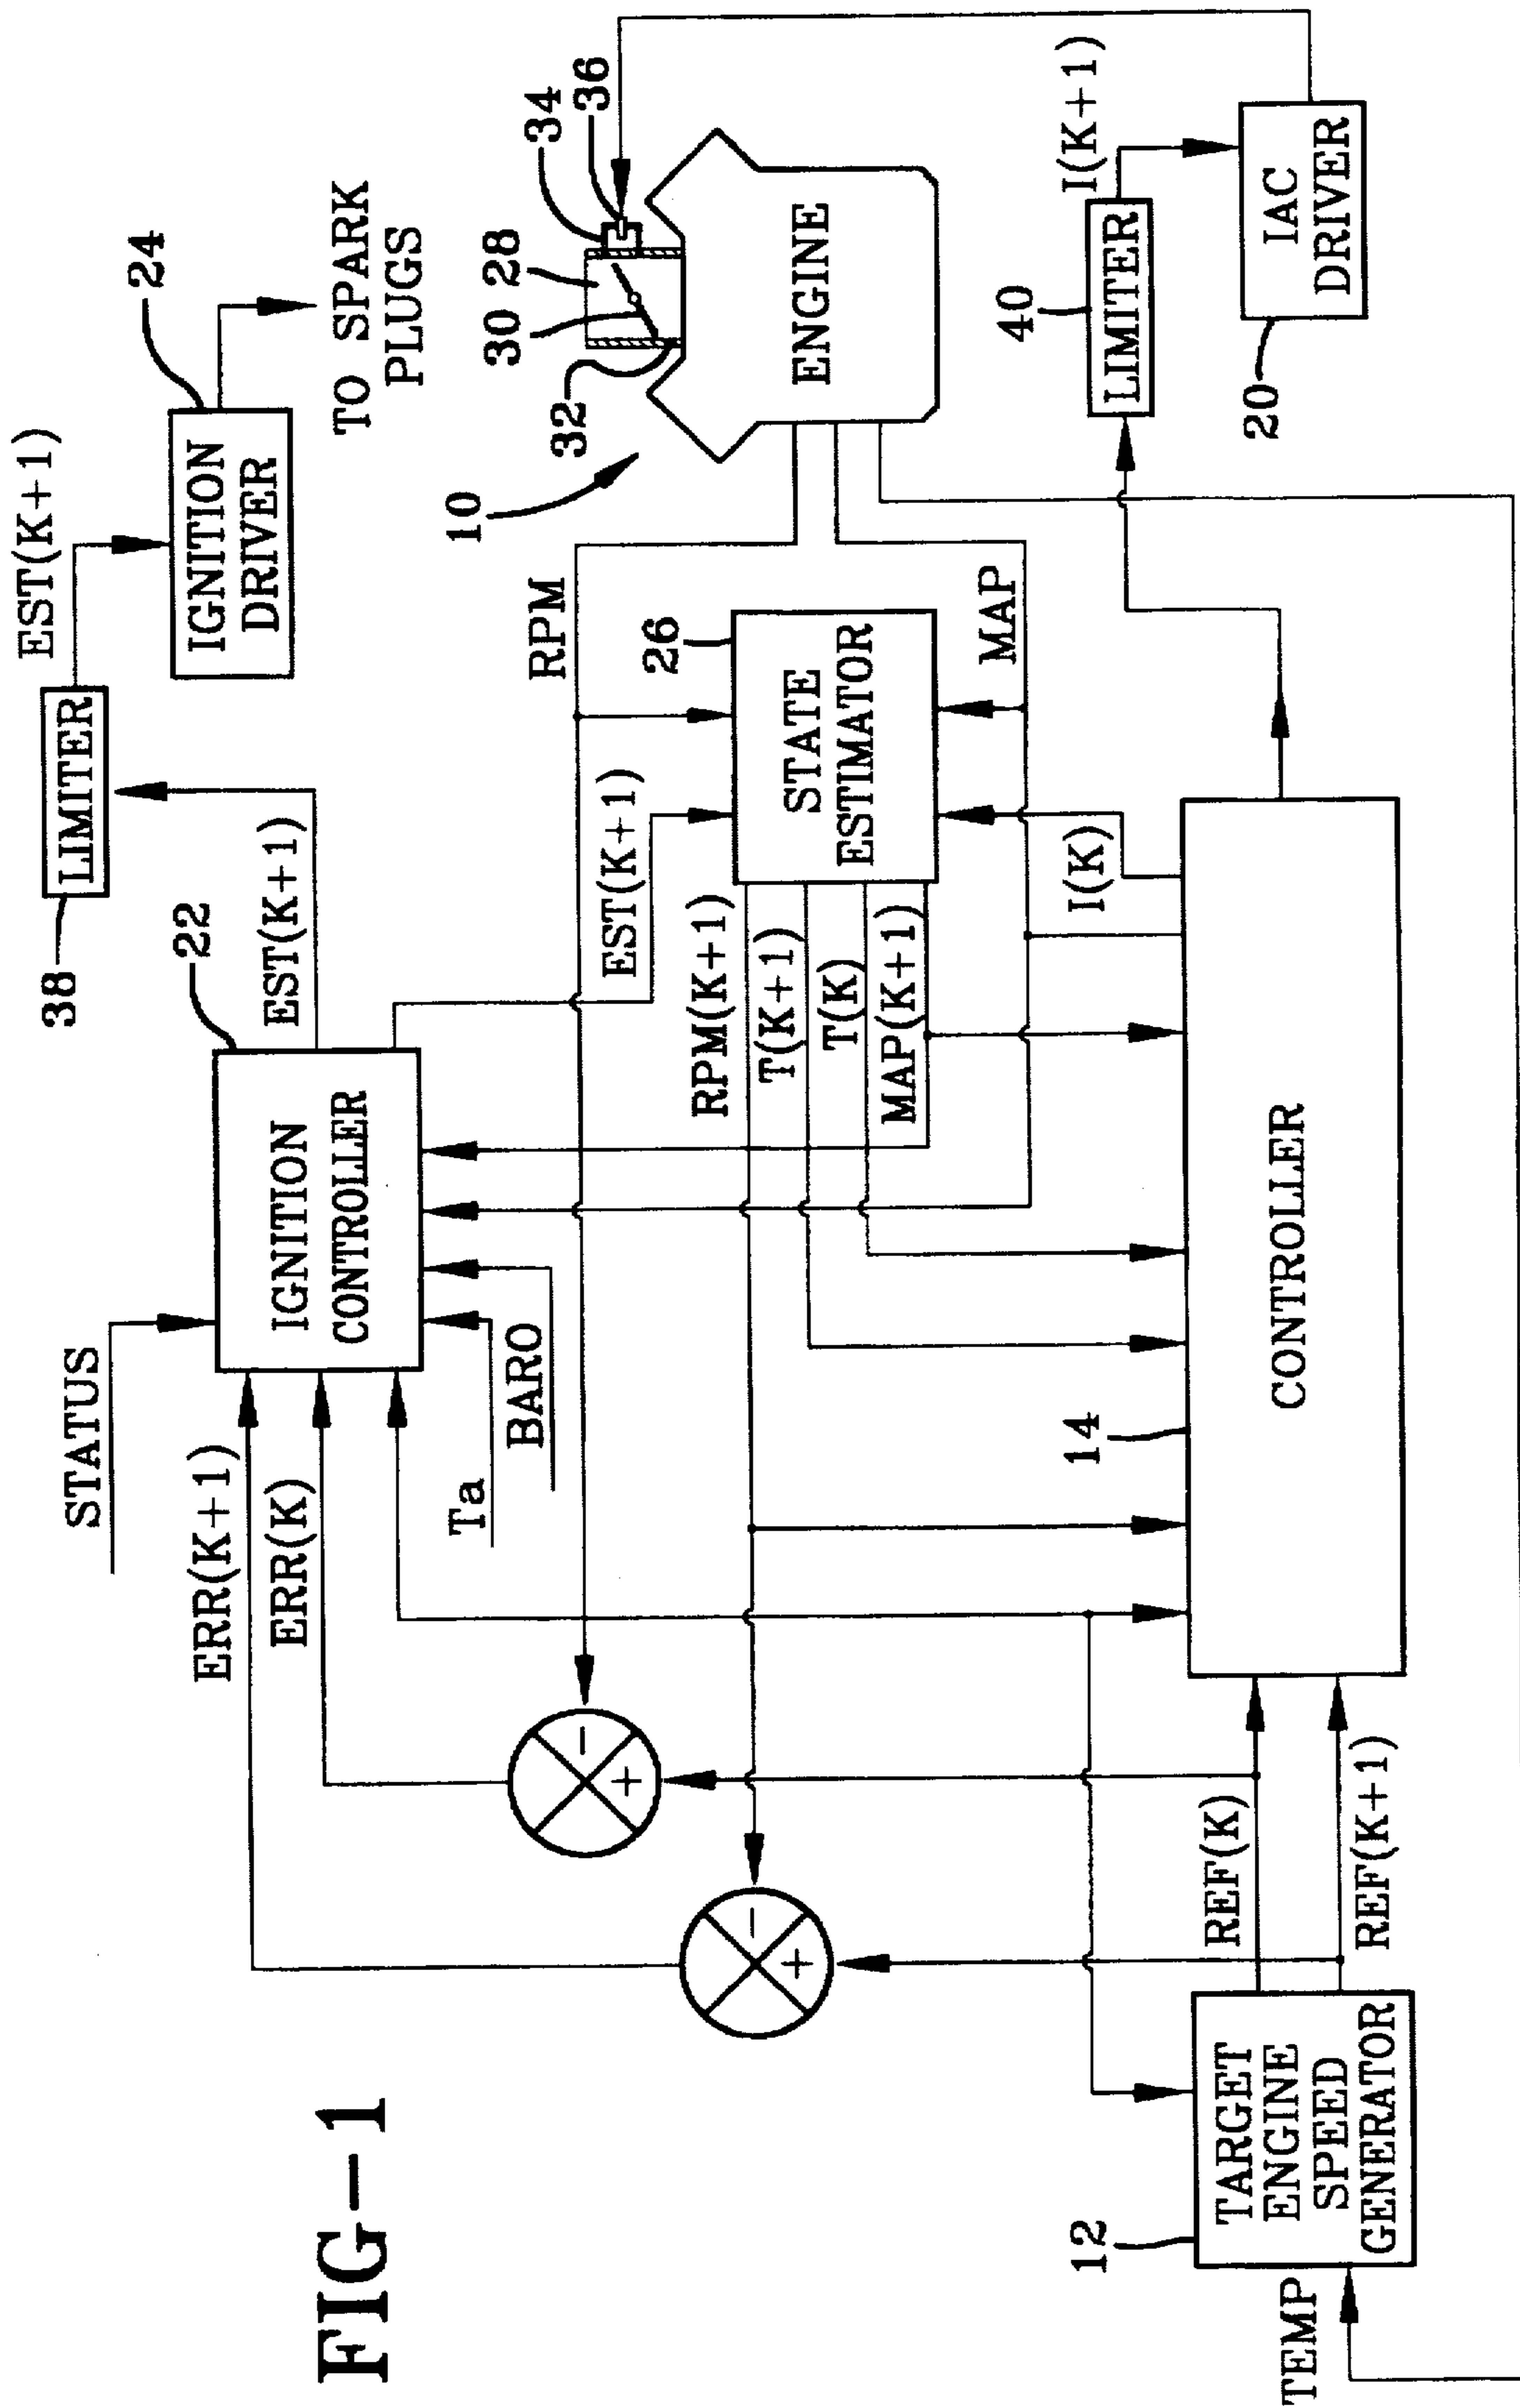 FIG-1
STATUS
ERR(K+1)
ERR(K)
Ta
BARO
IGNITION
CONTROLLER
22
EST(K+1)
EST(K+1)
38
LIMITER
EST(K+1)
IGNITION
DRIVER
24
TO SPARK
PLUGS
RPM
10
STATE
ESTIMATOR
26
RPM(K+1)
T(K+1)
T(K)
MAP(K+1)
MAP
I(K)
34
36
28
30
32
ENGINE
-
+
-
+
TARGET
ENGINE
SPEED
GENERATOR
12
TEMP
REF(K)
REF(K+1)
14
CONTROLLER
40
LIMITER
I(K+1)
IAC
DRIVER
20